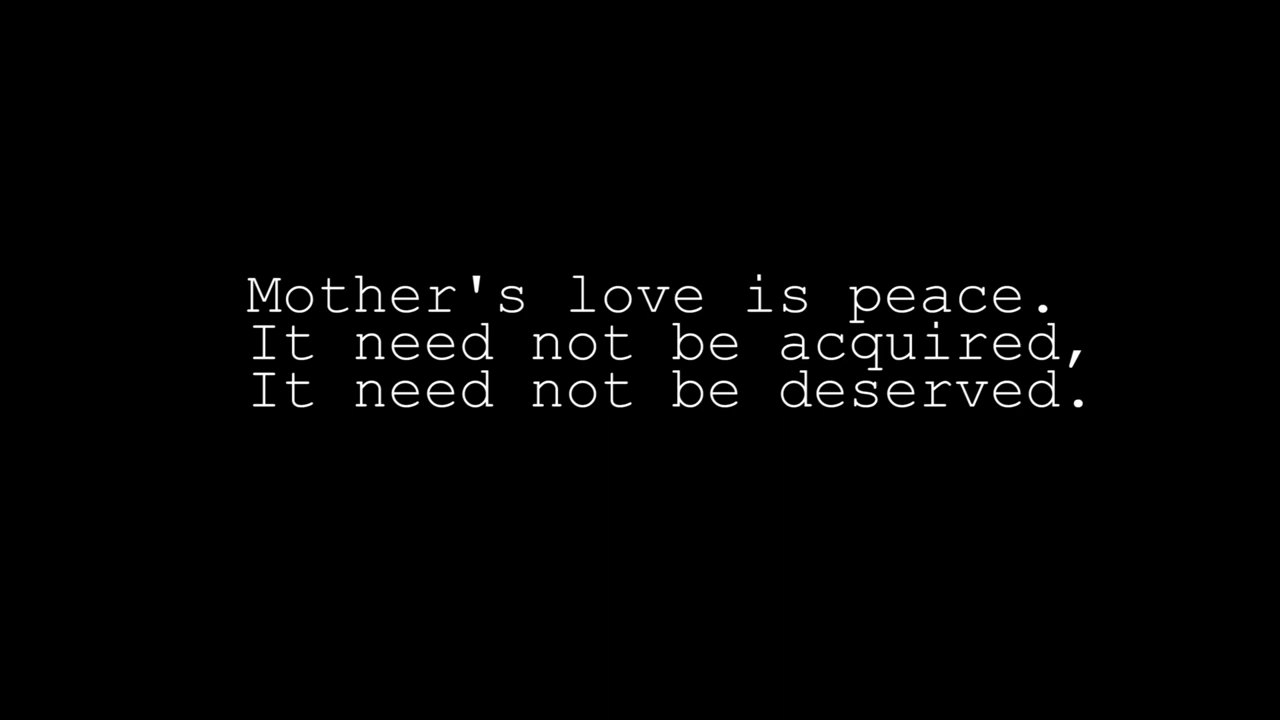 Mother's love is peace.
It need not be acquired,
It need not be deserved.